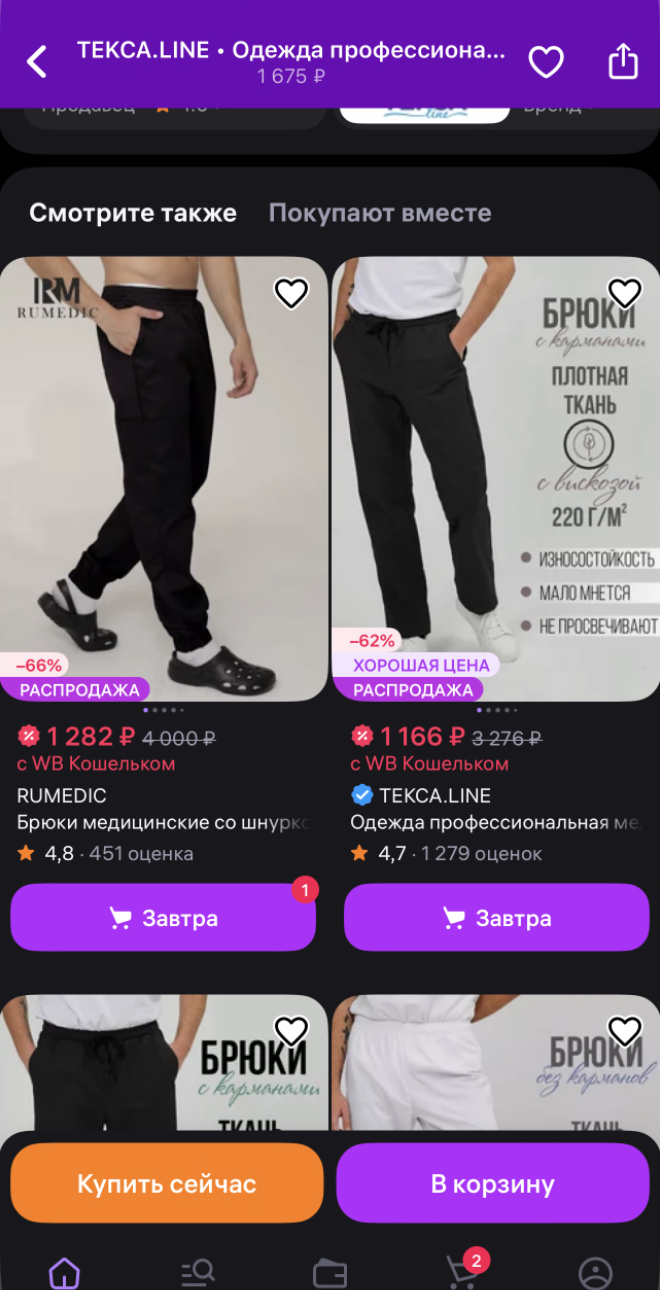 TEKCA.LINE • Одежда профессиона...
1 675 ₽
Продавец
line
Бренд
Смотрите также
Покупают вместе
RM
RUMEDIC
БРЮКИ
с карманами
ПЛОТНАЯ
ТКАНЬ
с вискозой
220 Г/М²
ИЗНОСОСТОЙКОСТЬ
МАЛО МНЕТСЯ
НЕ ПРОСВЕЧИВАЮТ
–66%
РАСПРОДАЖА
–62%
ХОРОШАЯ ЦЕНА
РАСПРОДАЖА
1 282 ₽ 4 000 ₽
с WB Кошельком
RUMEDIC
Брюки медицинские со шнурко
4,8 · 451 оценка
1
Завтра
1 166 ₽ 3 276 ₽
с WB Кошельком
TEKCA.LINE
Одежда профессиональная ме
4,7 · 1 279 оценок
Завтра
БРЮКИ
с карманами
ТКАНЬ
БРЮКИ
без карманов
ТКАНЬ
Купить сейчас
В корзину
2